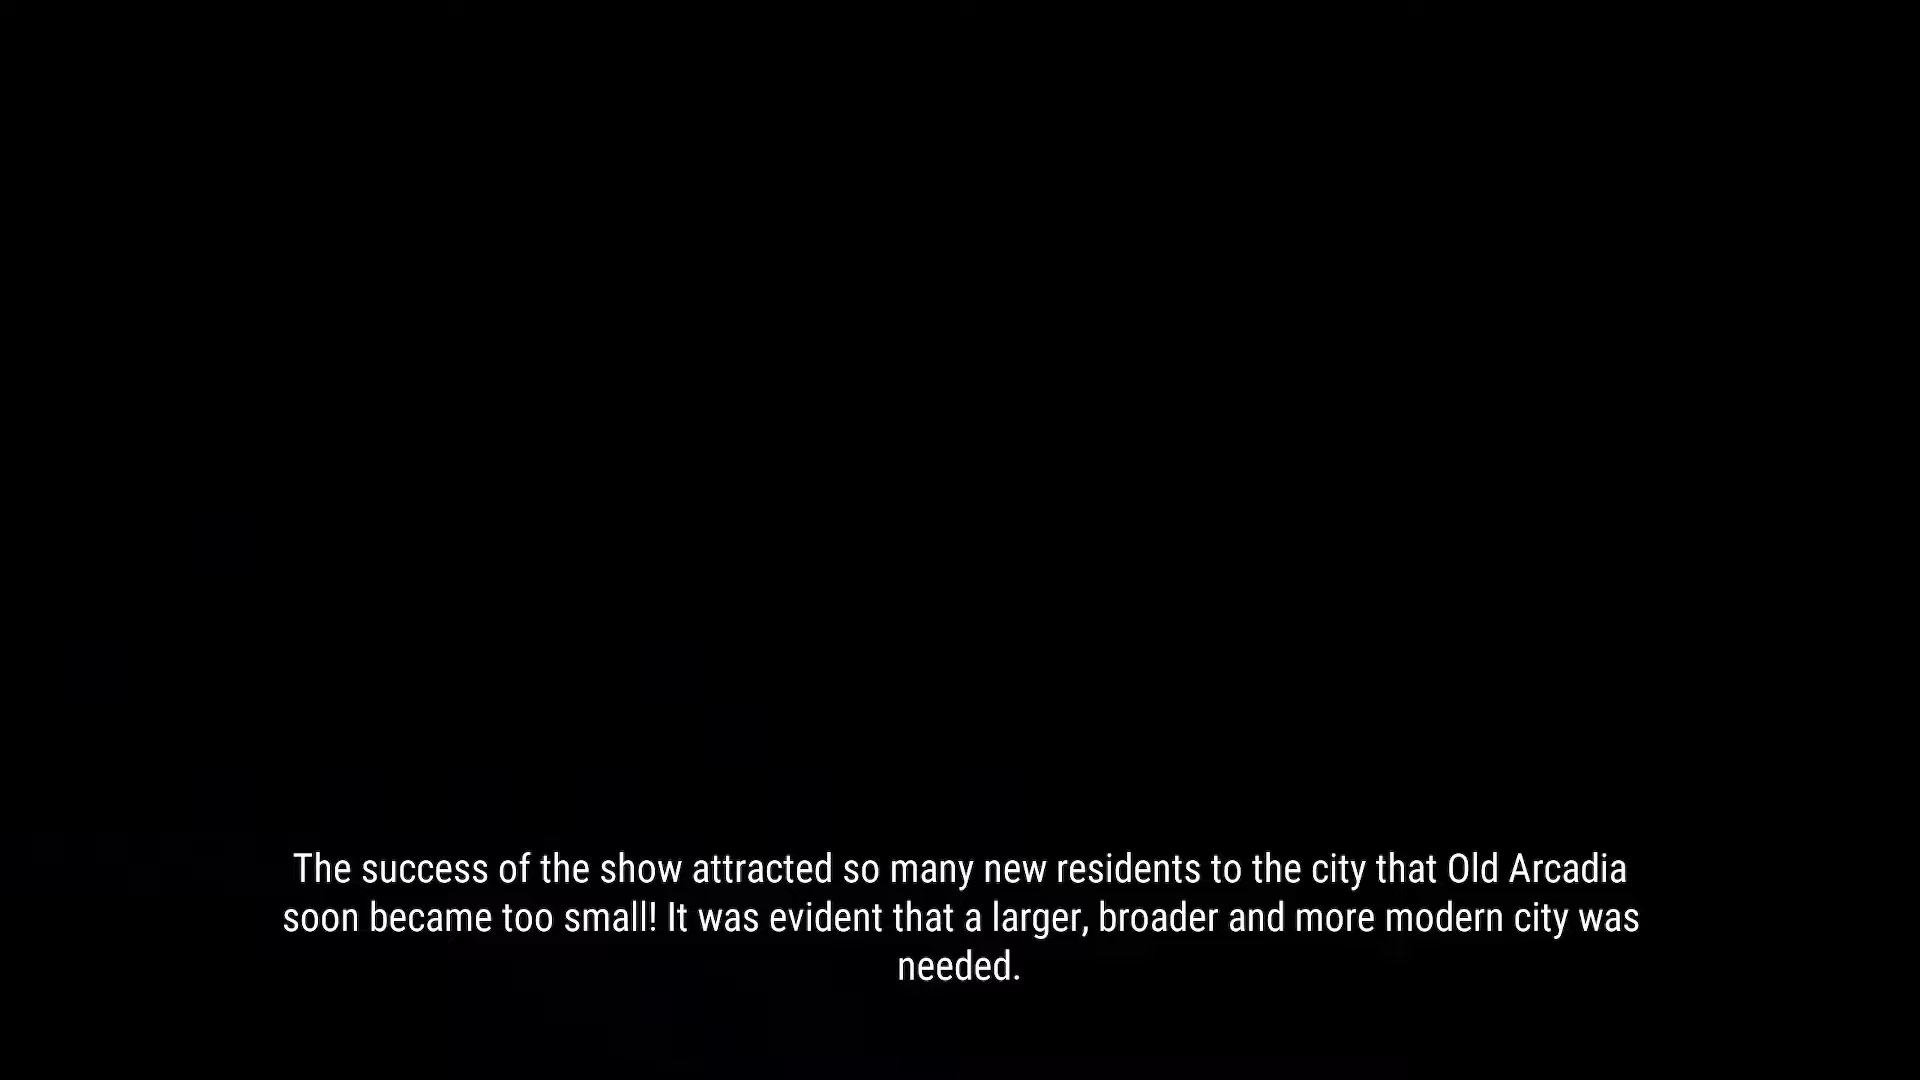 The success of the show attracted so many new residents to the city that Old Arcadia
soon became too small! It was evident that a larger, broader and more modern city was
needed.